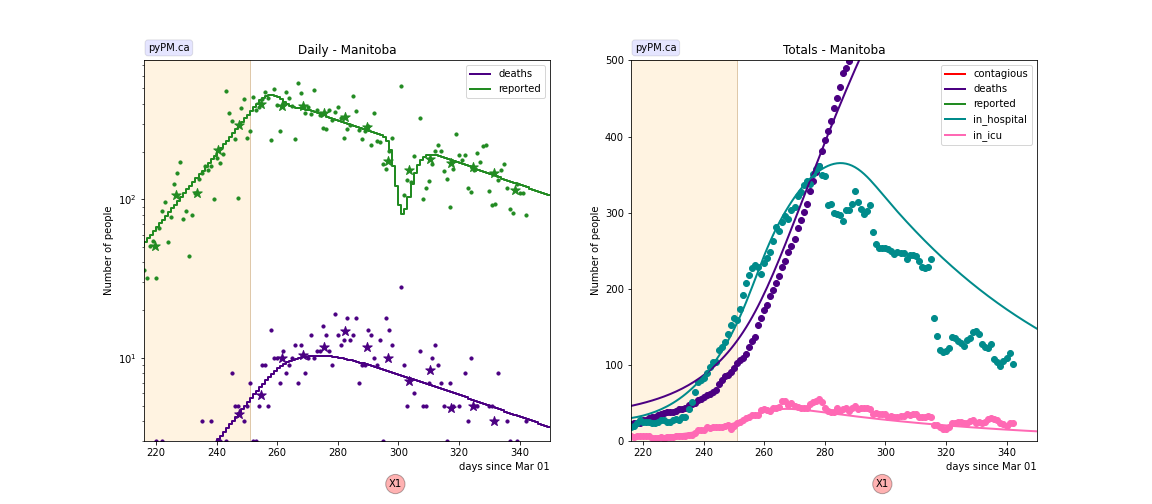 pyPM.ca
Daily - Manitoba
deaths
reported
Number of people
10²
10¹
220 240 260 280 300 320 340
days since Mar 01
X1
pyPM.ca
Totals - Manitoba
contagious
deaths
reported
in_hospital
in_icu
Number of people
500
400
300
200
100
0
220 240 260 280 300 320 340
days since Mar 01
X1